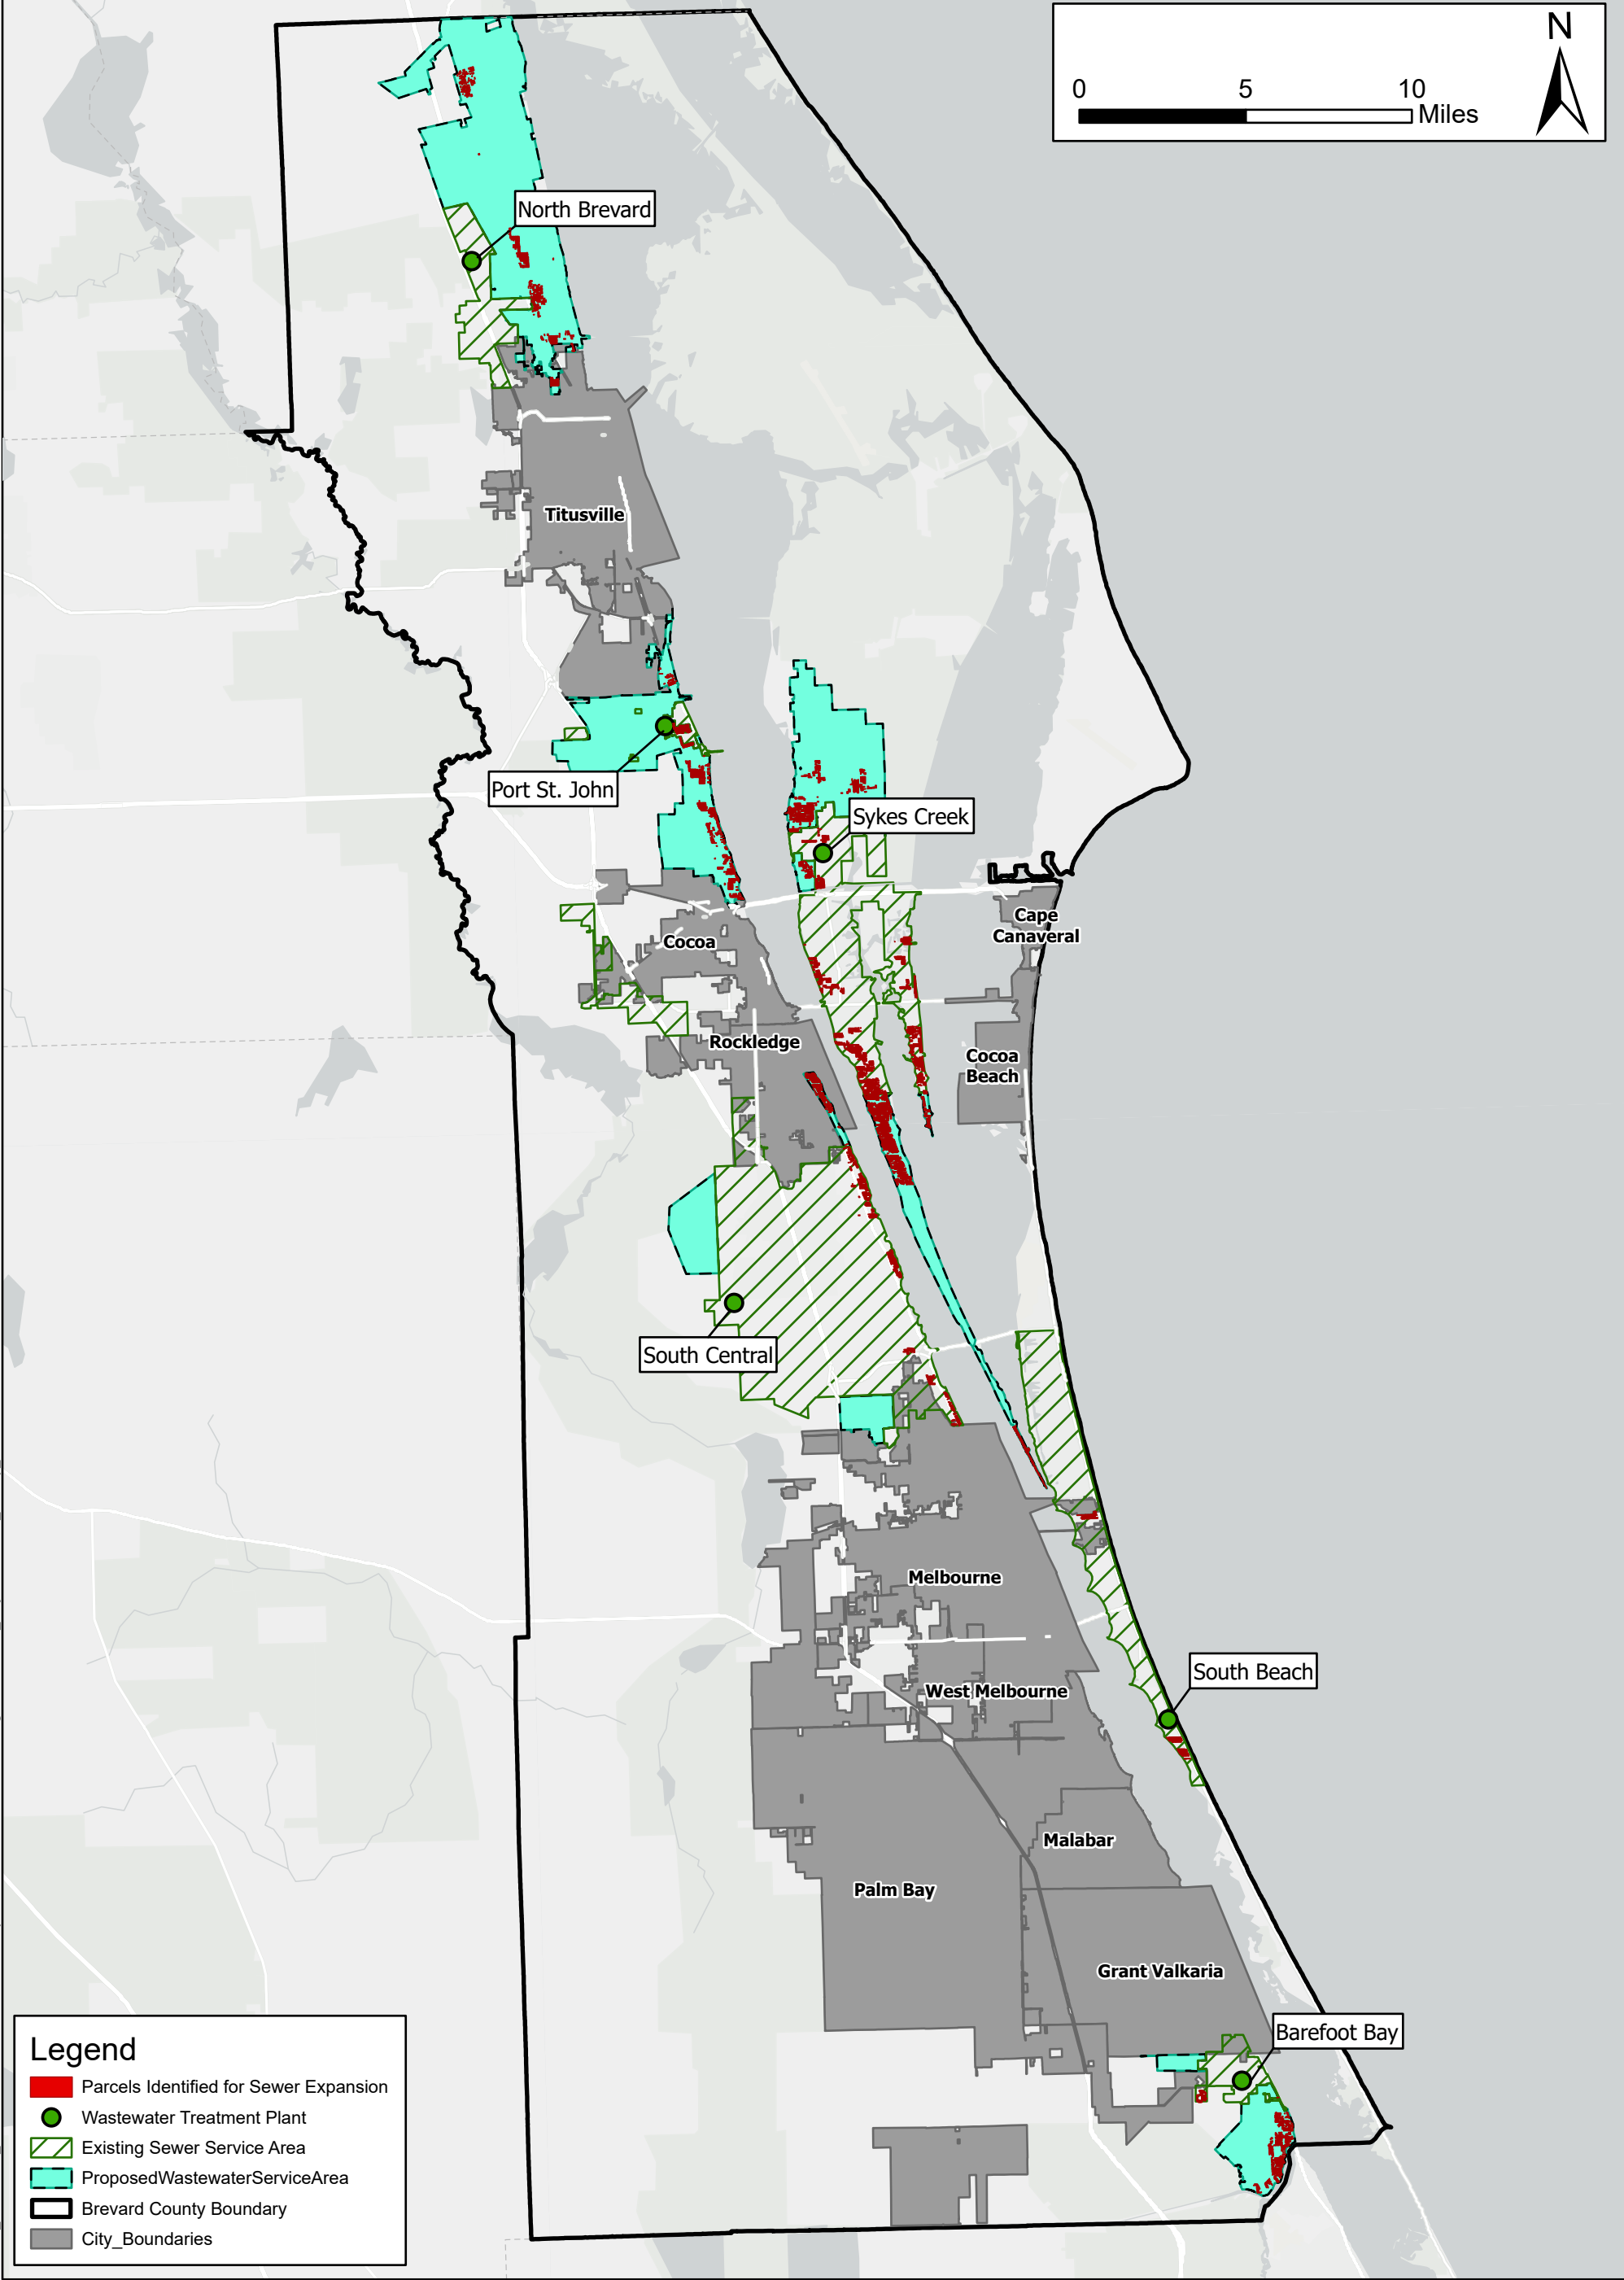 N
0 5 10
Miles
North Brevard
Titusville
Port St. John
Sykes Creek
Cape
Canaveral
Cocoa
Rockledge
Cocoa
Beach
South Central
Melbourne
South Beach
West Melbourne
Malabar
Palm Bay
Grant Valkaria
Barefoot Bay
Legend
Parcels Identified for Sewer Expansion
Wastewater Treatment Plant
Existing Sewer Service Area
ProposedWastewaterServiceArea
Brevard County Boundary
City_Boundaries